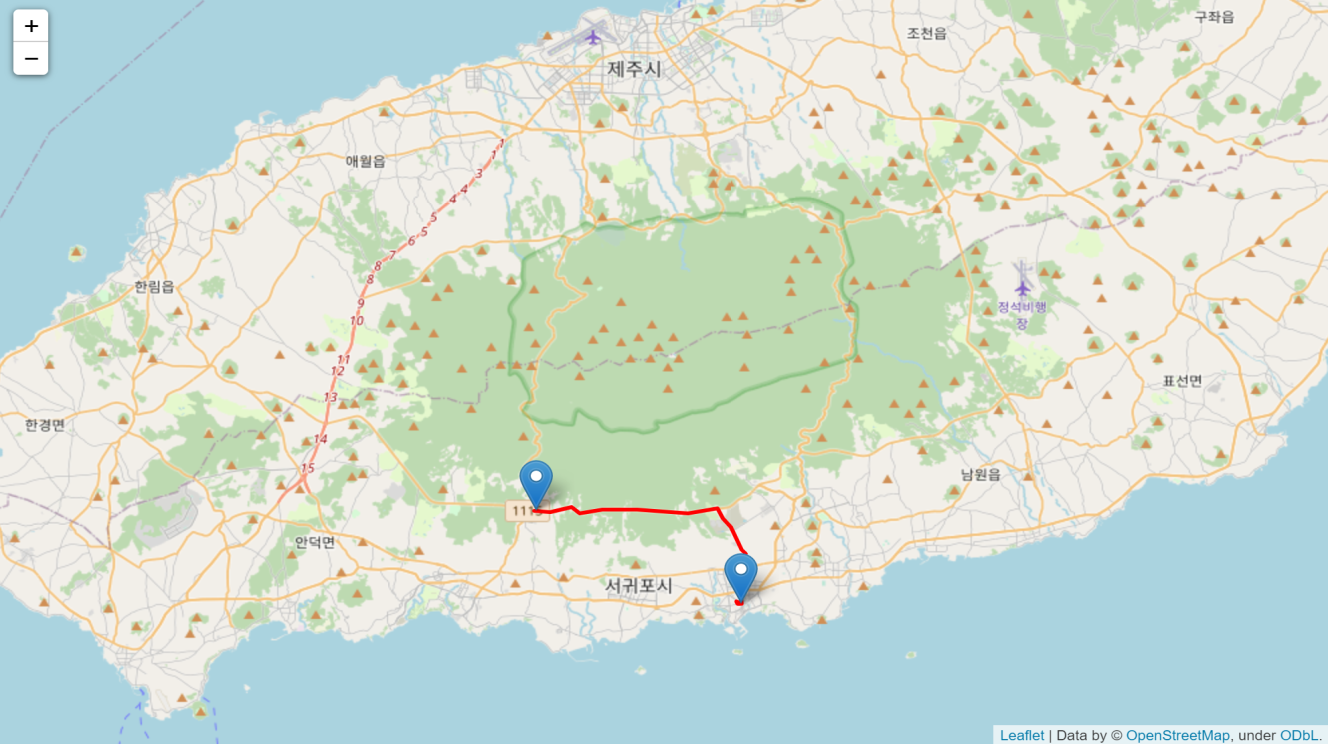 +
−
구좌읍
조천읍
제주시
애월읍
1
1
3
4
4
5
5
6
7
8
8
9
10
한림읍
정석비행
장
11
12
표선면
13
한경면
14
15
남원읍
안덕면
서귀포시
Leaflet | Data by © OpenStreetMap, under ODbL.